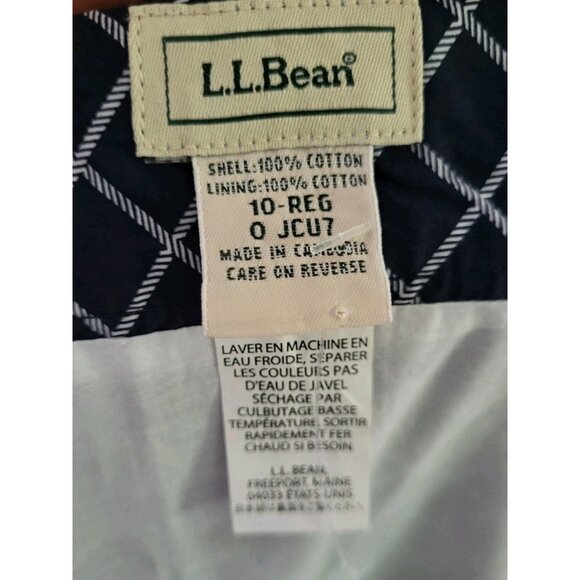 L.L.Bean®
SHELL:100% COTTON
LINING:100% COTTON
10-REG
0 JCU7
MADE IN CAMBODIA
CARE ON REVERSE
LAVER EN MACHINE EN
EAU FROIDE, SÉPARER
LES COULEURS PAS
D'EAU DE JAVEL
SÉCHAGE PAR
CULBUTAGE BASSE
TEMPÉRATURE, SORTIR
RAPIDEMENT FER
CHAUD SI BESOIN
L.L. BEAN,
FREEPORT, MAINE
04033 ÉTATS-UNIS